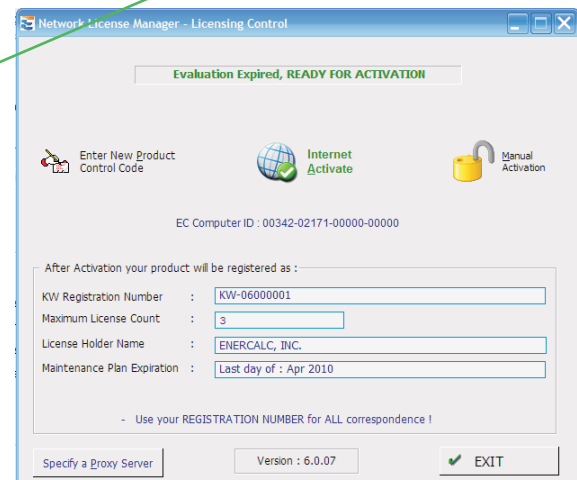 Network License Manager - Licensing Control
Evaluation Expired, READY FOR ACTIVATION
Enter New Product
Control Code
Internet
Activate
Manual
Activation
EC Computer ID : 00342-02171-00000-00000
After Activation your product will be registered as :
KW Registration Number : KW-06000001
Maximum License Count : 3
License Holder Name : ENERCALC, INC.
Maintenance Plan Expiration : Last day of : Apr 2010
- Use your REGISTRATION NUMBER for ALL correspondence !
Specify a Proxy Server
Version : 6.0.07
EXIT